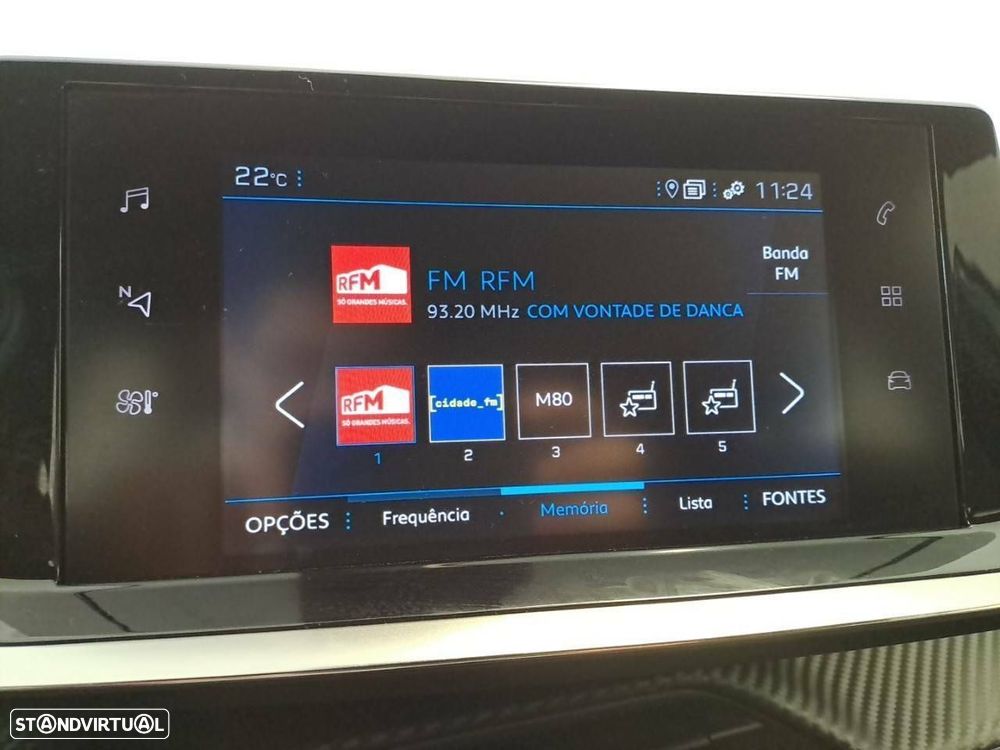 22°C
11:24
RFM
SÓ GRANDES MÚSICAS.
FM RFM
93.20 MHz COM VONTADE DE DANCA
Banda
FM
N
RFM
SÓ GRANDES MÚSICAS.
[cidade_fm]
M80
1 2 3 4 5
OPÇÕES Frequência Memória Lista FONTES
STANDVIRTUAL